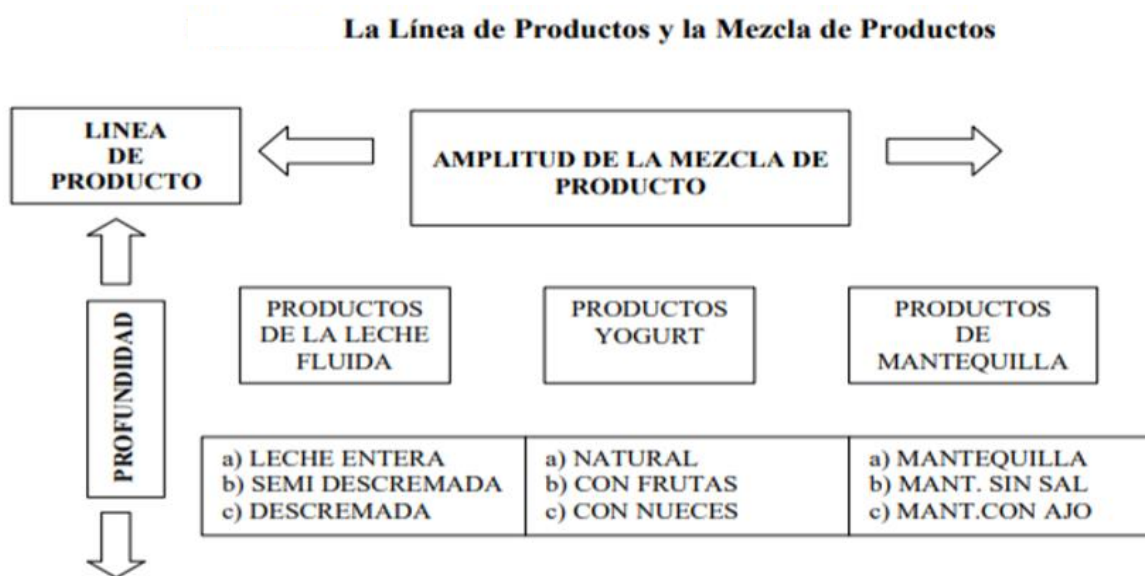 La Línea de Productos y la Mezcla de Productos
LINEA
DE
PRODUCTO
AMPLITUD DE LA MEZCLA DE
PRODUCTO
PROFUNDIDAD
PRODUCTOS
DE LA LECHE
FLUIDA
PRODUCTOS
YOGURT
PRODUCTOS
DE
MANTEQUILLA
a) LECHE ENTERA
b) SEMI DESCREMADA
c) DESCREMADA
a) NATURAL
b) CON FRUTAS
c) CON NUECES
a) MANTEQUILLA
b) MANT. SIN SAL
c) MANT.CON AJO